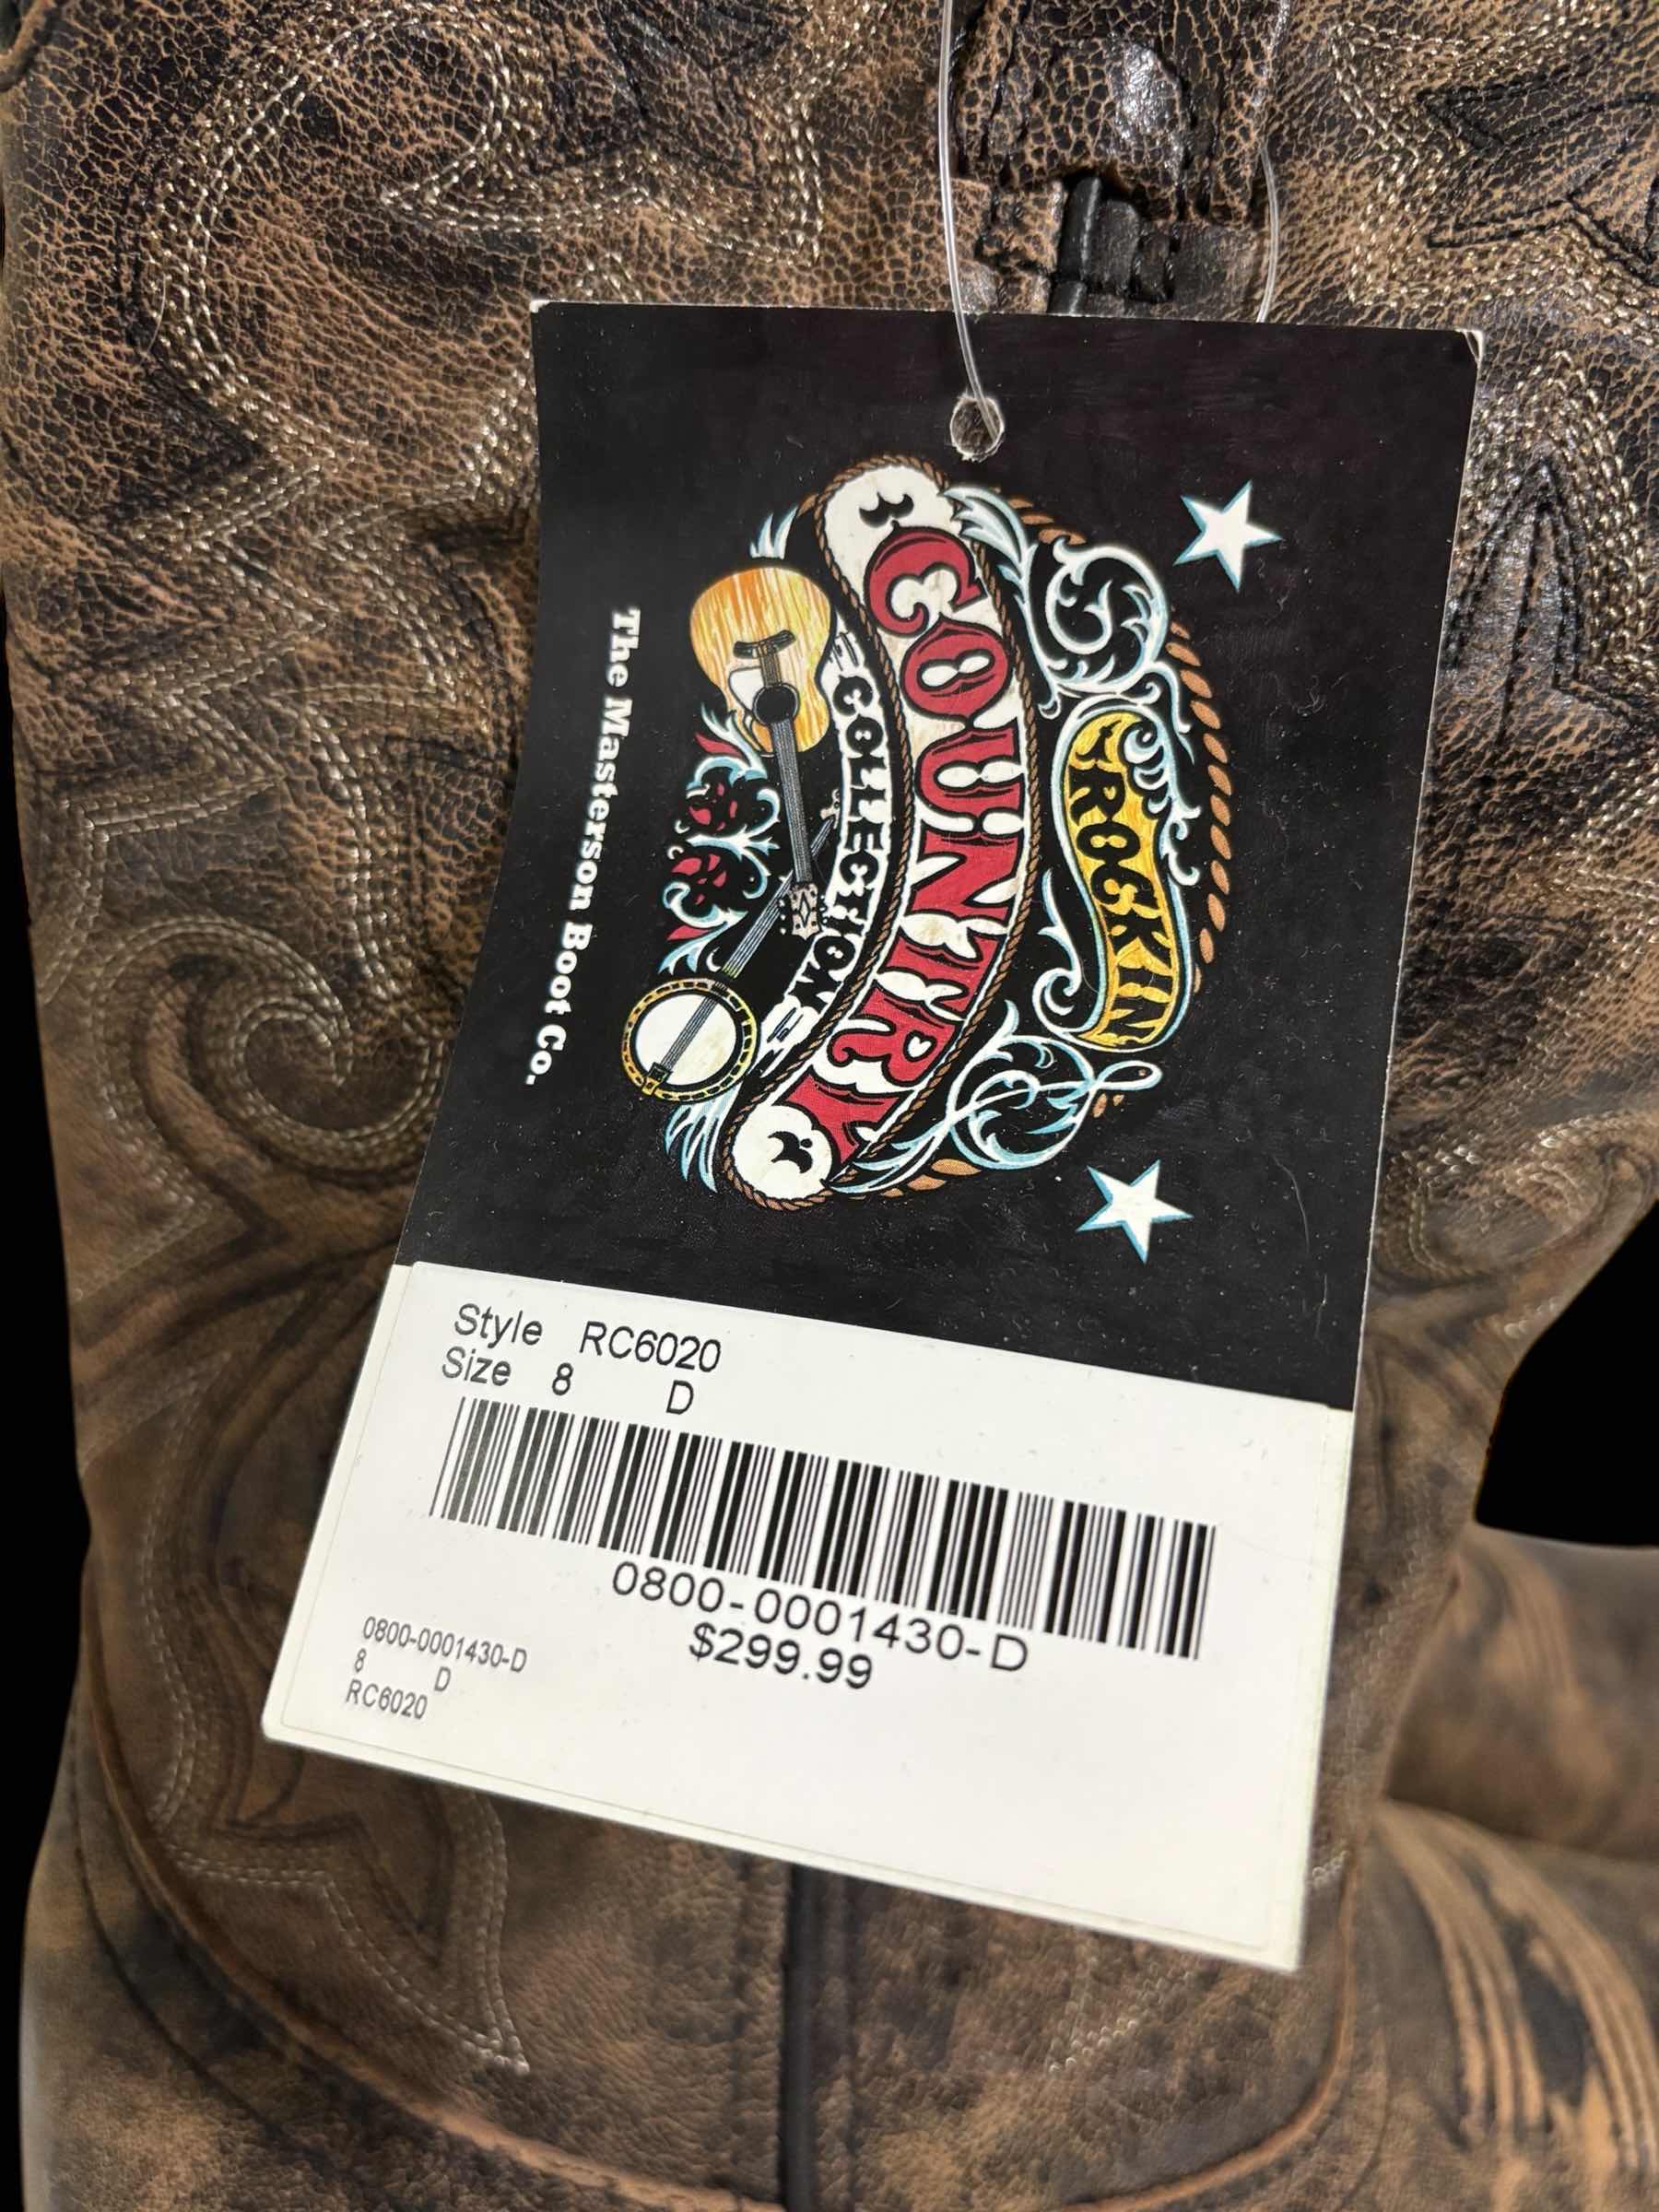 ROCKIN
COUNTRY
COLLECTION
The Masterson Boot Co.
Style RC6020
Size 8 D
0800-0001430-D
$299.99
0800-0001430-D
8 D
RC6020